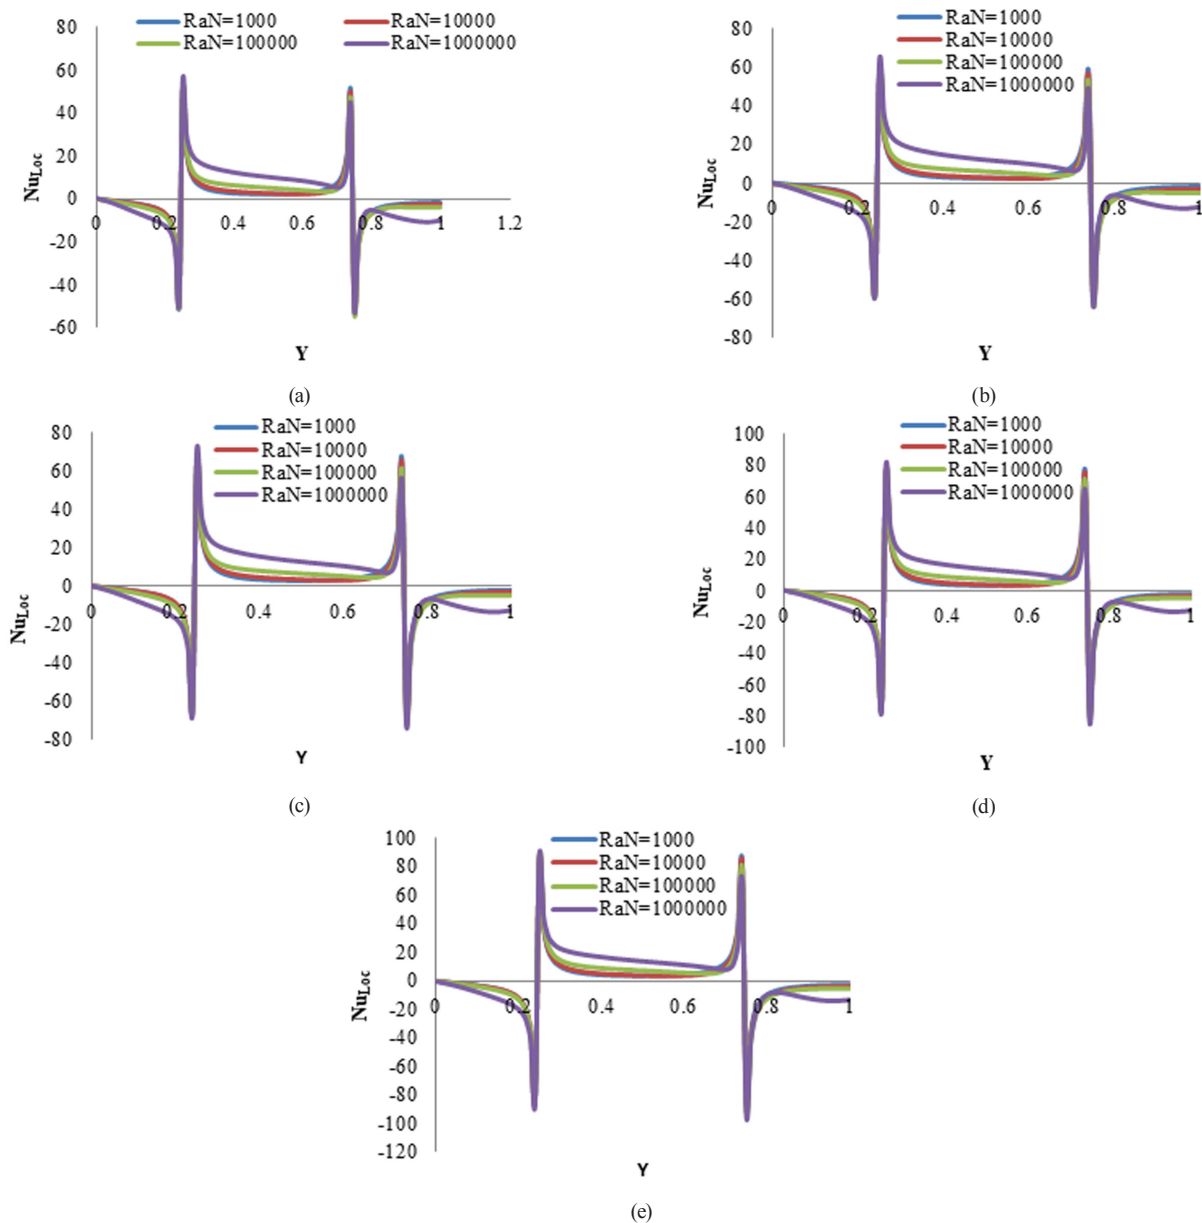 RaN=1000 RaN=10000
RaN=100000 RaN=1000000
80
60
40
20
0
-20
-40
-60
0 0.2 0.4 0.6 0.8 1 1.2
NuLoc
Y
(a)
RaN=1000
RaN=10000
RaN=100000
RaN=1000000
80
60
40
20
0
-20
-40
-60
-80
0 0.2 0.4 0.6 0.8 1
NuLoc
Y
(b)
RaN=1000
RaN=10000
RaN=100000
RaN=1000000
80
60
40
20
0
-20
-40
-60
-80
0 0.2 0.4 0.6 0.8 1
NuLoc
Y
(c)
RaN=1000
RaN=10000
RaN=100000
RaN=1000000
100
80
60
40
20
0
-20
-40
-60
-80
-100
0 0.2 0.4 0.6 0.8 1
NuLoc
Y
(d)
RaN=1000
RaN=10000
RaN=100000
RaN=1000000
100
80
60
40
20
0
-20
-40
-60
-80
-100
-120
0 0.2 0.4 0.6 0.8 1
NuLoc
Y
(e)